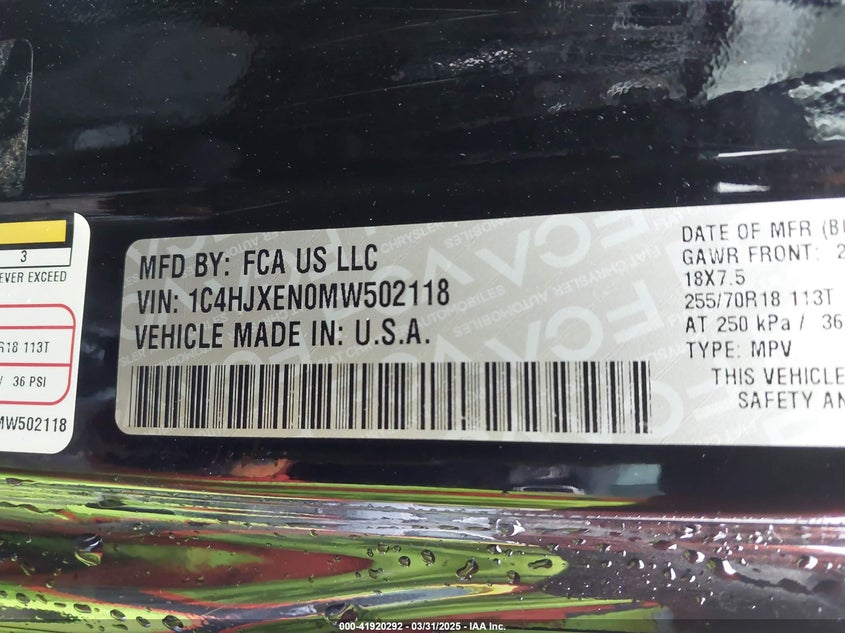 3
EVER EXCEED
R18 113T
/ 36 PSI
MW502118
MFD BY: FCA US LLC
VIN: 1C4HJXEN0MW502118
VEHICLE MADE IN: U.S.A.
DATE OF MFR (B
GAWR FRONT: 2
18X7.5
255/70R18 113T
AT 250 kPa / 36
TYPE: MPV
THIS VEHICLE
SAFETY AN
000-41920292 — 03/31/2025 — IAA Inc.